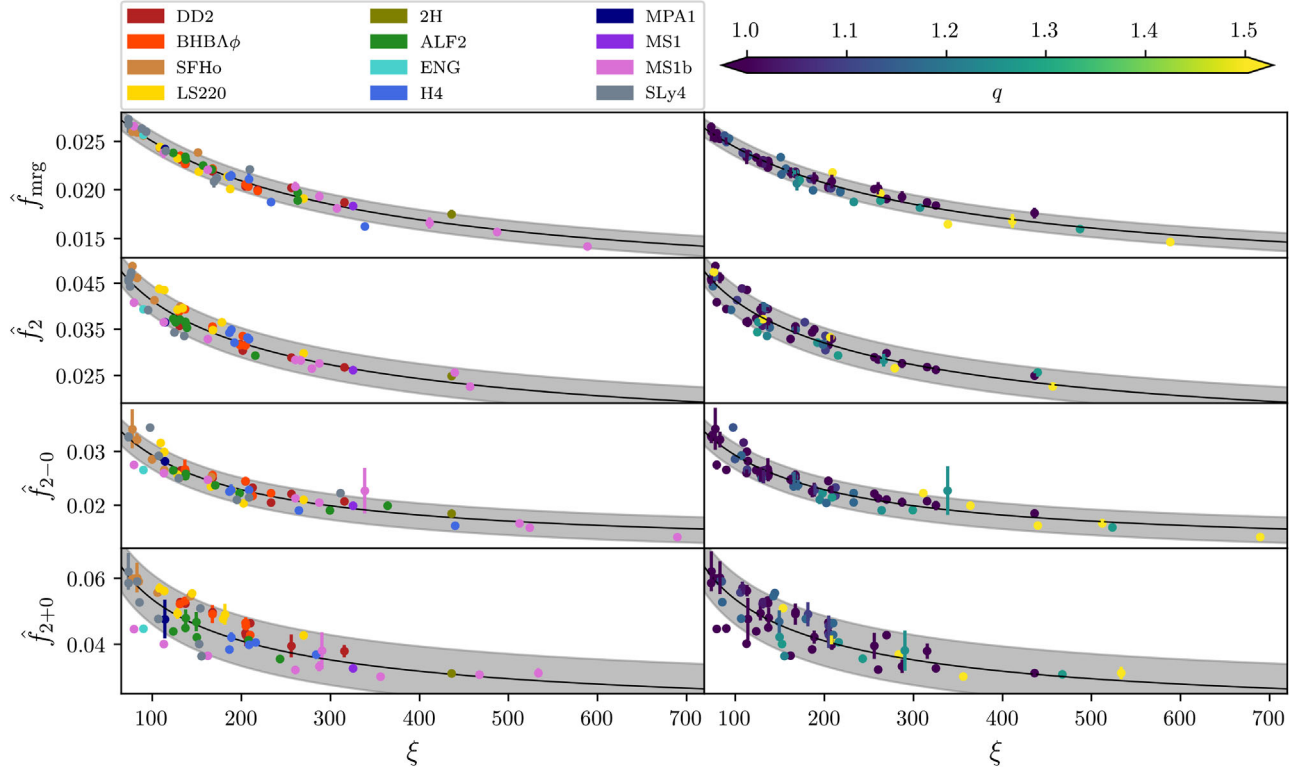 DD2 2H MPA1
BHBΛϕ ALF2 MS1
SFHo ENG MS1b
LS220 H4 SLy4
1.0 1.1 1.2 1.3 1.4 1.5
q
0.025
0.020
0.015
f̂mrg
0.045
0.035
0.025
f̂2
0.03
0.02
f̂2−0
0.06
0.04
f̂2+0
100 200 300 400 500 600 700 100 200 300 400 500 600 700
ξ ξ